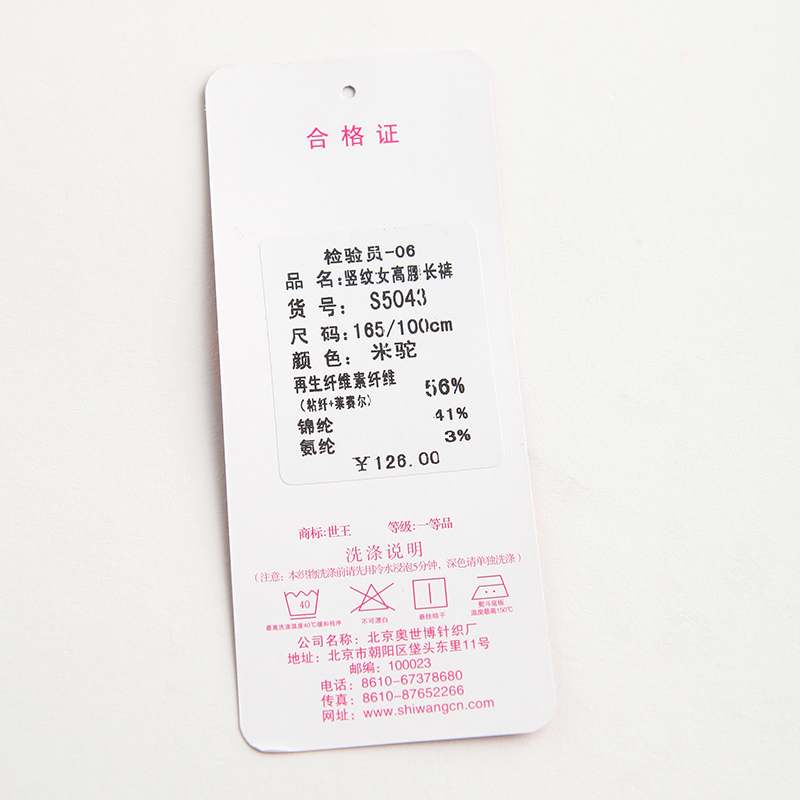 合格证
检验员-06
品 名:竖纹女高腰长裤
货 号: S5043
尺 码:165/100cm
颜 色: 米驼
再生纤维素纤维 56%
(粘纤+莱赛尔)
锦纶 41%
氨纶 3%
¥126.00
商标:世王 等级:一等品
洗涤说明
(注意: 本织物洗涤前请先用冷水浸泡5分钟, 深色请单独洗涤)
40
最高洗涤温度40℃缓和程序 不可漂白 悬挂晾干 熨斗底板
温度最高150℃
公司名称: 北京奥世博针织厂
地址: 北京市朝阳区垡头东里11号
邮编: 100023
电话: 8610-67378680
传真: 8610-87652266
网址: www.shiwangcn.com